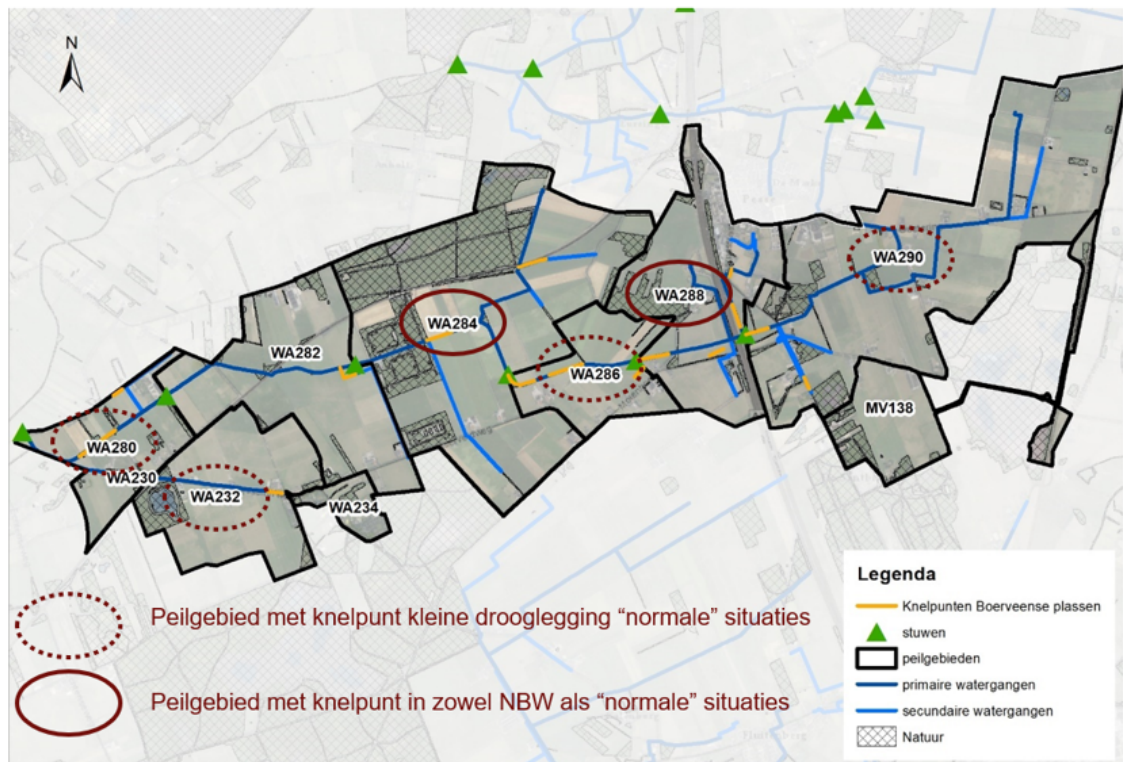 N
WA290
WA288
WA284
WA282
WA286
MV138
WA280
WA230
WA232
WA234
Peilgebied met knelpunt kleine drooglegging “normale” situaties
Peilgebied met knelpunt in zowel NBW als “normale” situaties
Legenda
Knelpunten Boerveense plassen
stuwen
peilgebieden
primaire watergangen
secundaire watergangen
Natuur